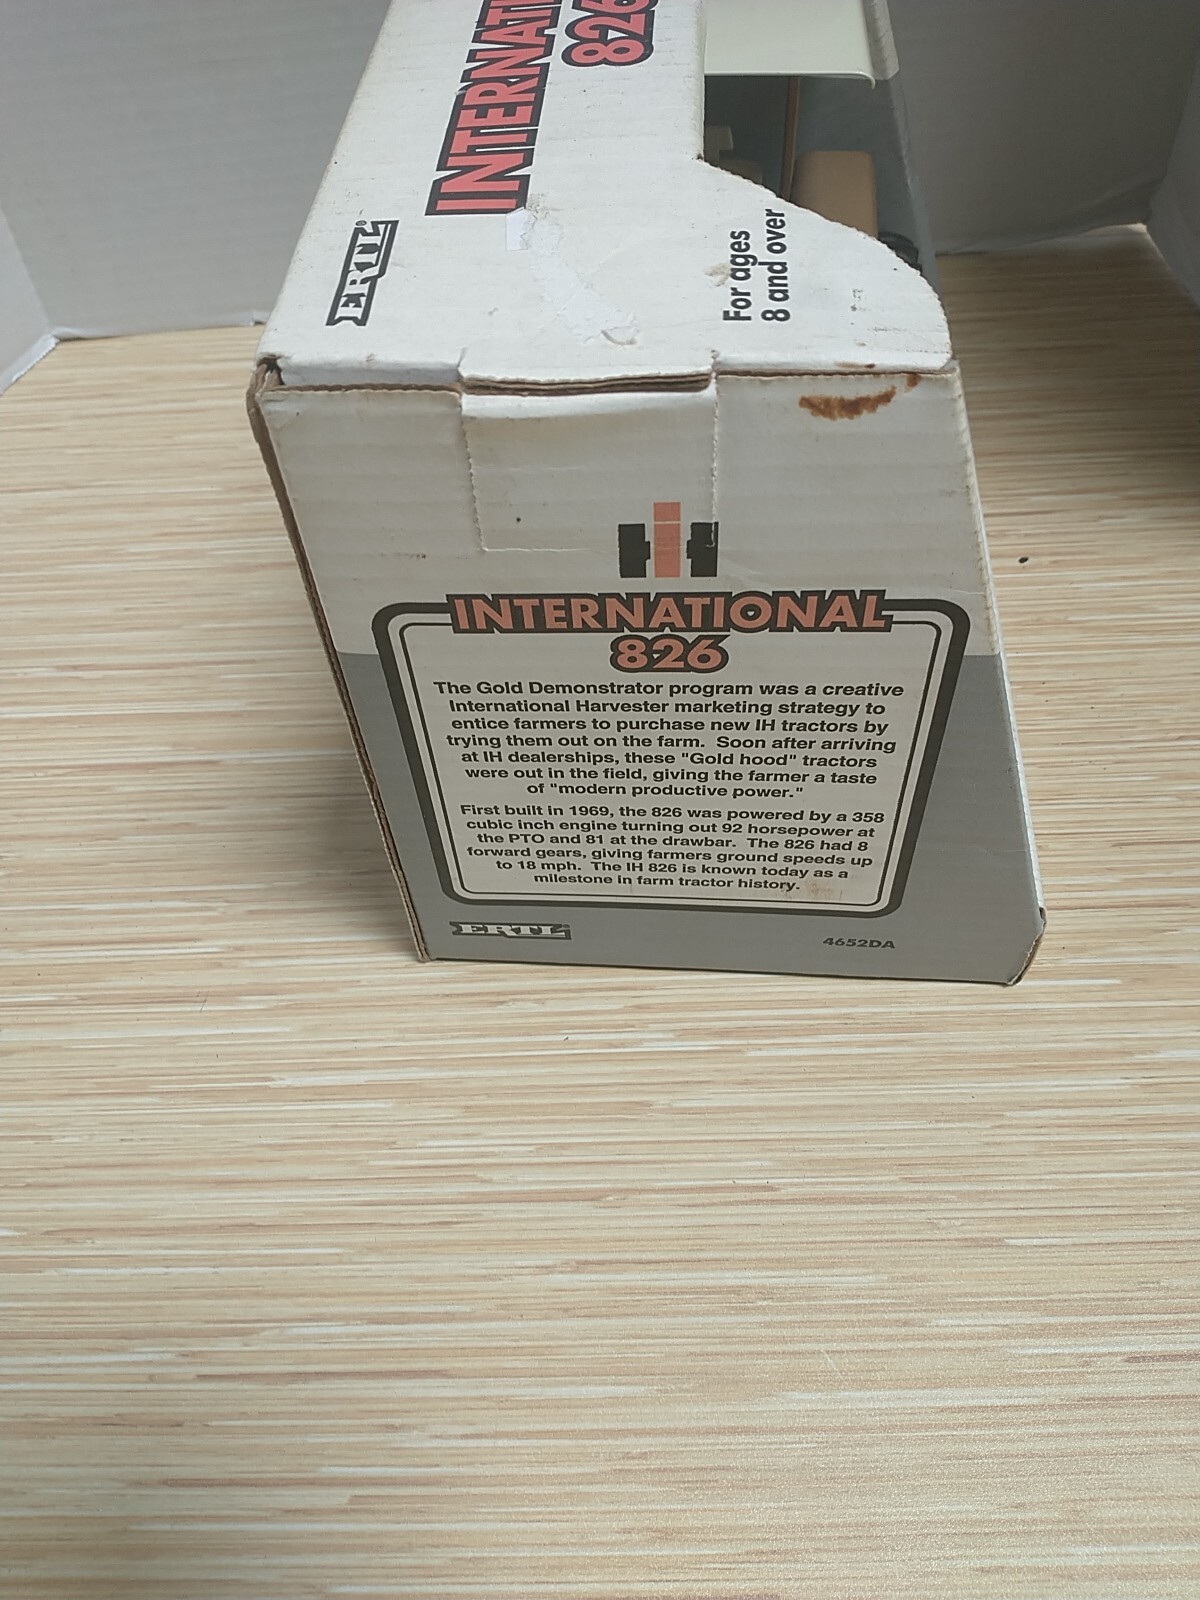 INTERNATI
826
ERTL®
For ages
8 and over
INTERNATIONAL
826
The Gold Demonstrator program was a creative
International Harvester marketing strategy to
entice farmers to purchase new IH tractors by
trying them out on the farm. Soon after arriving
at IH dealerships, these "Gold hood" tractors
were out in the field, giving the farmer a taste
of "modern productive power."
First built in 1969, the 826 was powered by a 358
cubic inch engine turning out 92 horsepower at
the PTO and 81 at the drawbar. The 826 had 8
forward gears, giving farmers ground speeds up
to 18 mph. The IH 826 is known today as a
milestone in farm tractor history.
ERTL®
4652DA